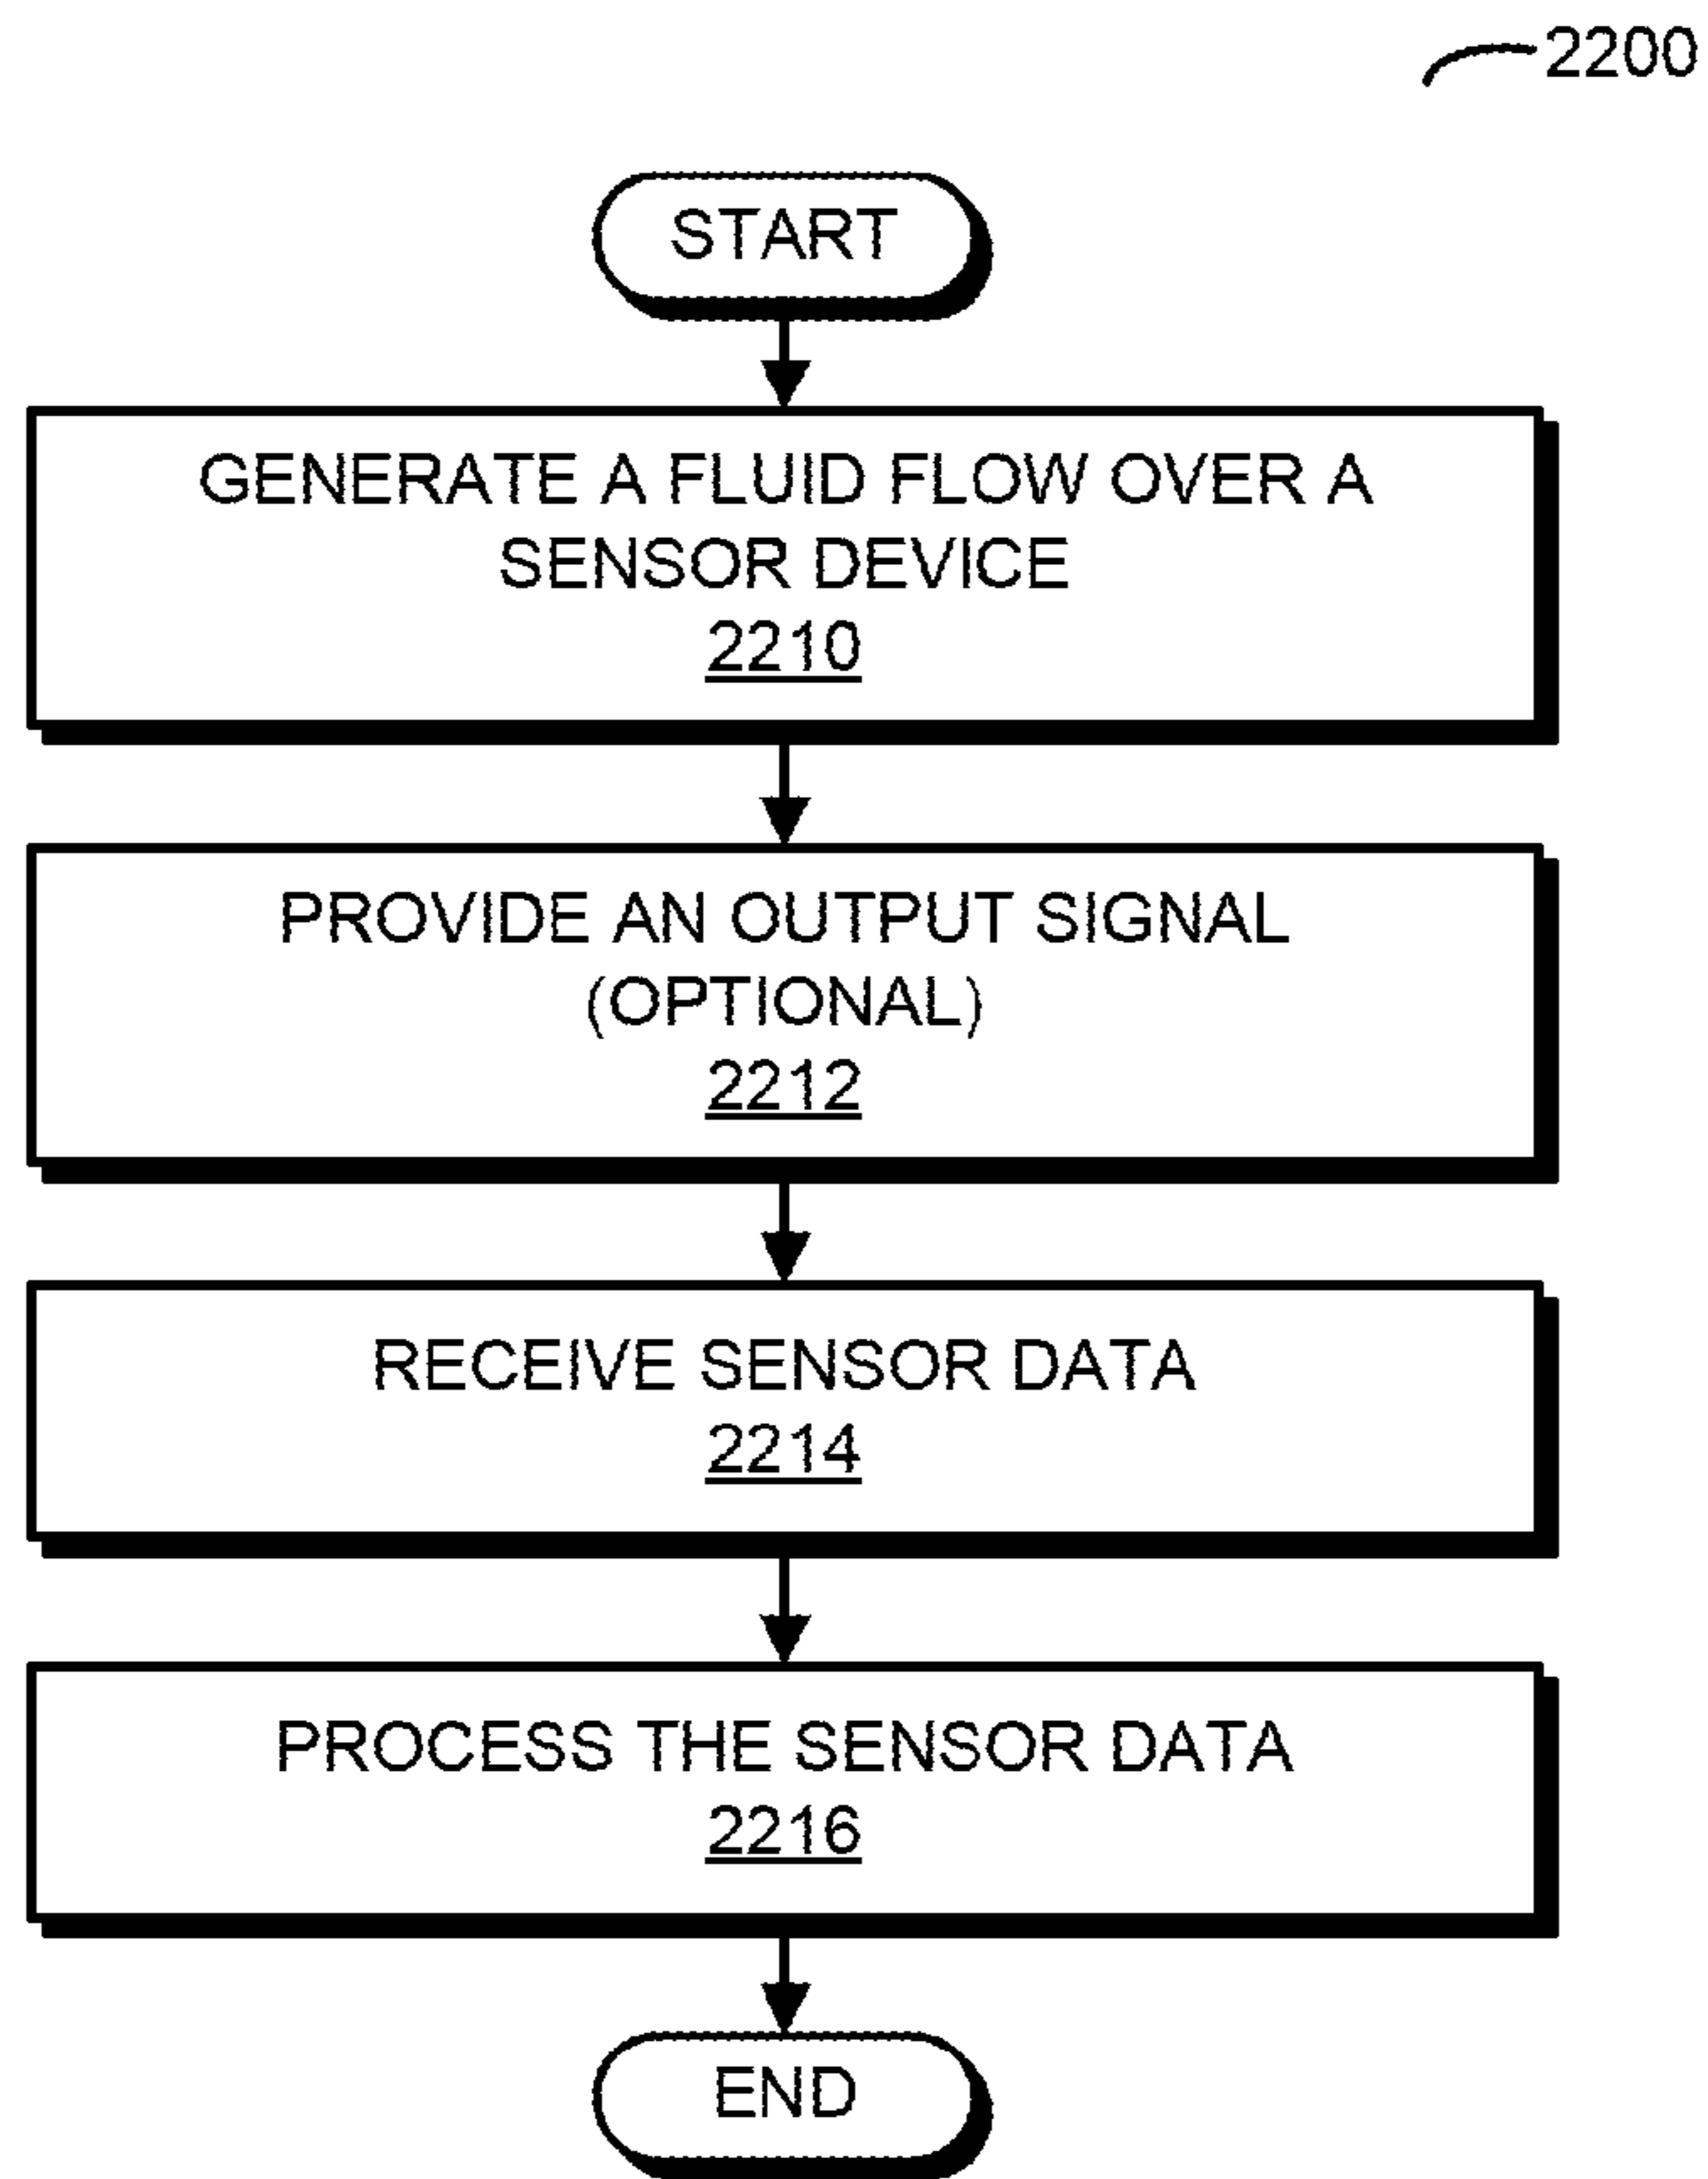 2200
START
GENERATE A FLUID FLOW OVER A
SENSOR DEVICE
2210
PROVIDE AN OUTPUT SIGNAL
(OPTIONAL)
2212
RECEIVE SENSOR DATA
2214
PROCESS THE SENSOR DATA
2216
END